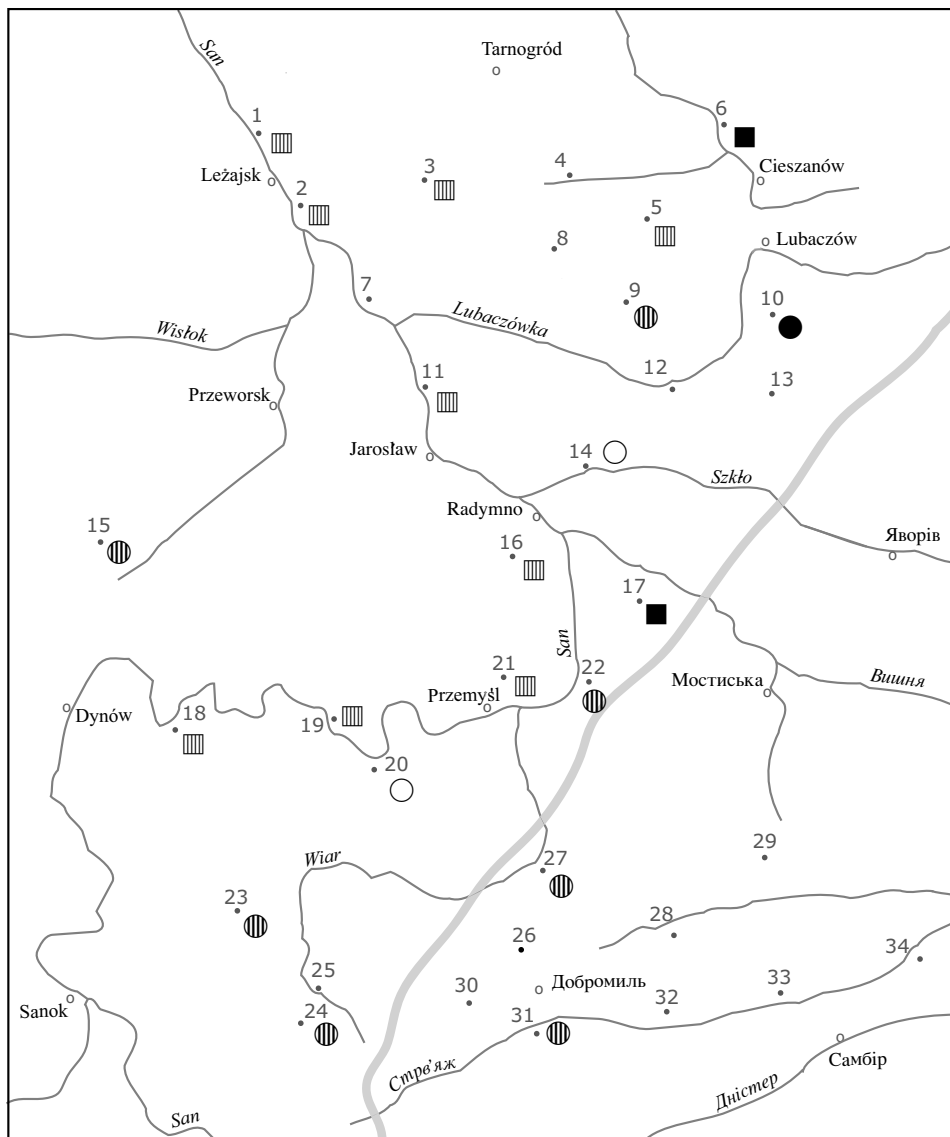 San
Tarnogród
1
6
Leżajsk
3
4
Cieszanów
2
5
8
Lubaczów
7
9
10
Wisłok
Lubaczówka
11
12
13
Przeworsk
Jarosław
14
Szkło
Radymno
15
16
Яворів
17
San
21
22
Мостиська
Вишня
Dynów
18
Przemyśl
19
20
Wiar
27
29
23
28
26
34
25
Добромиль
33
Sanok
30
32
24
31
Самбір
Стрв'яж
Дністер
San